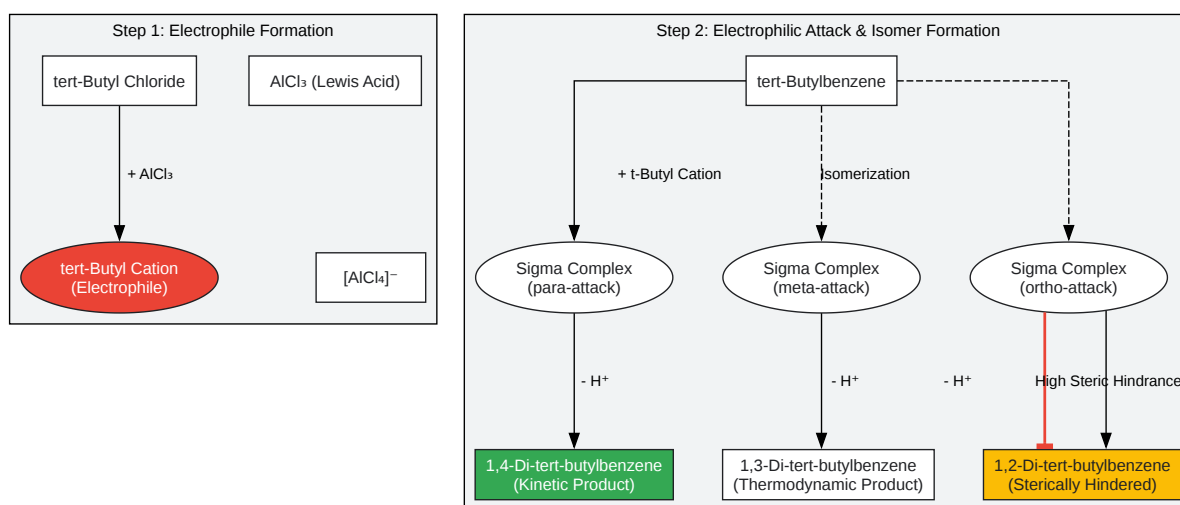 Step 1: Electrophile Formation
tert-Butyl Chloride
AlCl₃ (Lewis Acid)
+ AlCl₃
tert-Butyl Cation
(Electrophile)
[AlCl₄]⁻
Step 2: Electrophilic Attack & Isomer Formation
tert-Butylbenzene
+ t-Butyl Cation
Isomerization
Sigma Complex
(para-attack)
Sigma Complex
(meta-attack)
Sigma Complex
(ortho-attack)
- H⁺
- H⁺
- H⁺
High Steric Hindrance
1,4-Di-tert-butylbenzene
(Kinetic Product)
1,3-Di-tert-butylbenzene
(Thermodynamic Product)
1,2-Di-tert-butylbenzene
(Sterically Hindered)